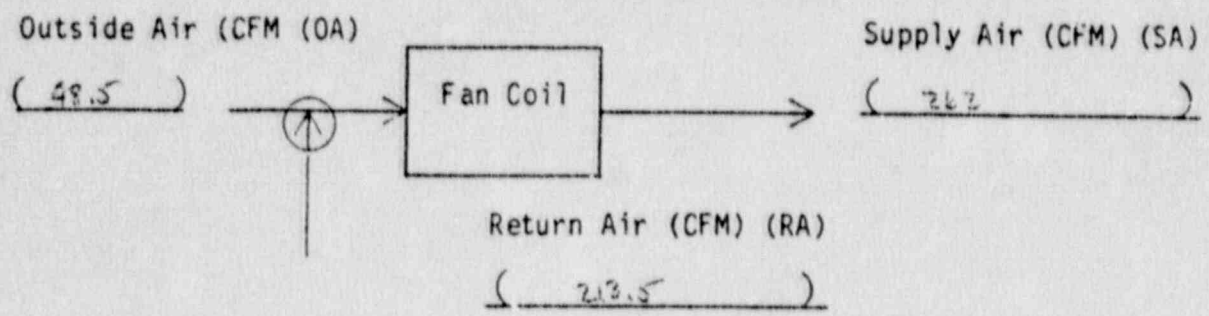 Outside Air (CFM (OA)
Supply Air (CFM) (SA)
( 48.5 )
Fan Coil
( 262 )
Return Air (CFM) (RA)
( 213.5 )